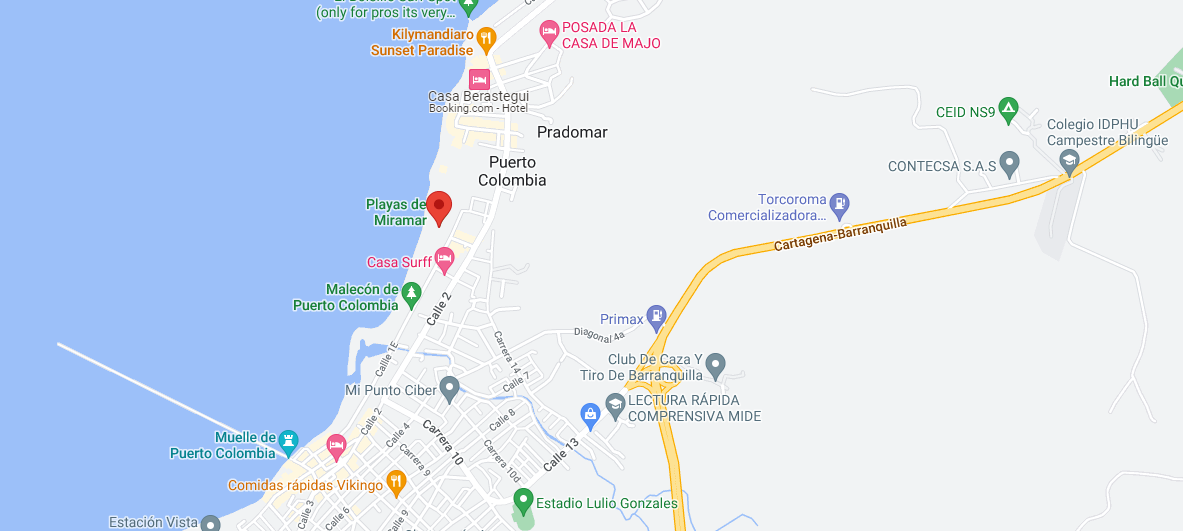 (only for pros its very...
Kilymandiaro
Sunset Paradise
POSADA LA
CASA DE MAJO
Casa Berastegui
Booking.com - Hotel
Hard Ball Qu
CEID NS9
Colegio IDPHU
Campestre Bilingüe
Pradomar
Puerto
Colombia
CONTECSA S.A.S
Playas de
Miramar
Torcoroma
Comercializadora...
Cartagena-Barranquilla
Casa Surff
Malecón de
Puerto Colombia
Calle 2
Primax
Diagonal 4a
Calle 1E
Carrera 14
Calle 7
Club De Caza Y
Tiro De Barranquilla
Mi Punto Ciber
LECTURA RÁPIDA
COMPRENSIVA MIDE
Calle 2
Calle 8
Calle 4
Carrera 10
Muelle de
Puerto Colombia
Carrera 9
Calle 13
Carrera 10d
Comidas rápidas Vikingo
Estadio Lulio Gonzales
Calle 3
Calle 6
Calle 9
Estación Vista